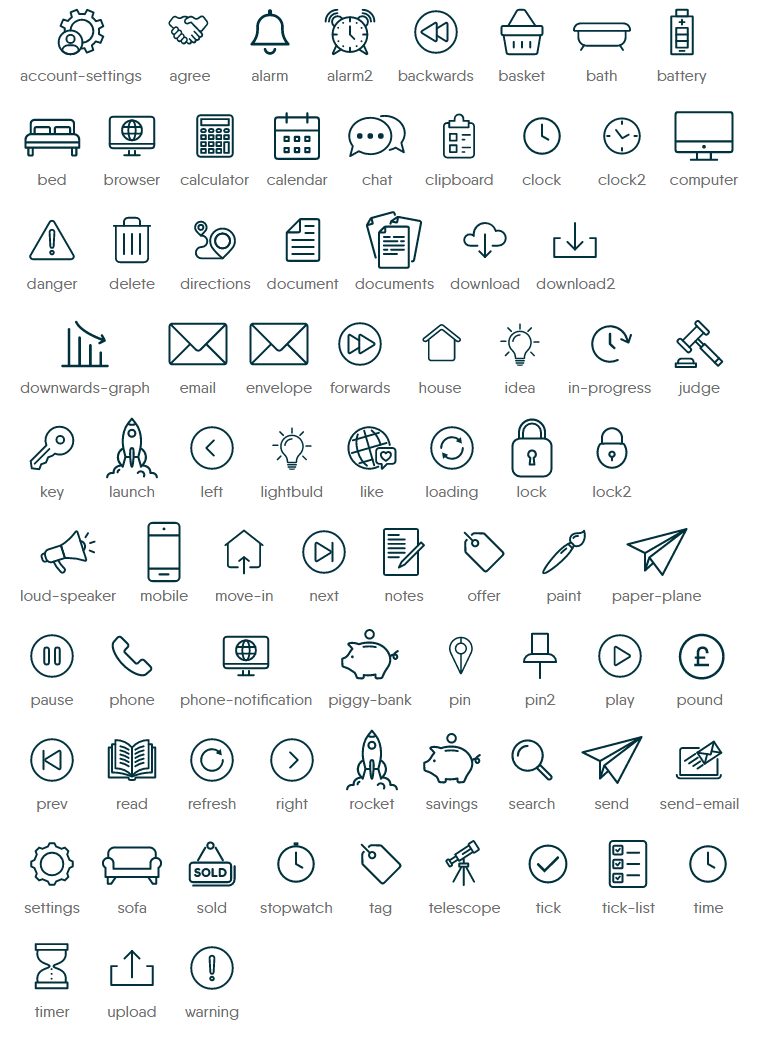 account-settings agree alarm alarm2 backwards basket bath battery
bed browser calculator calendar chat clipboard clock clock2 computer
danger delete directions document documents download download2
downwards-graph email envelope forwards house idea in-progress judge
key launch left lightbuld like loading lock lock2
loud-speaker mobile move-in next notes offer paint paper-plane
£
pause phone phone-notification piggy-bank pin pin2 play pound
prev read refresh right rocket savings search send send-email
SOLD
settings sofa sold stopwatch tag telescope tick tick-list time
timer upload warning